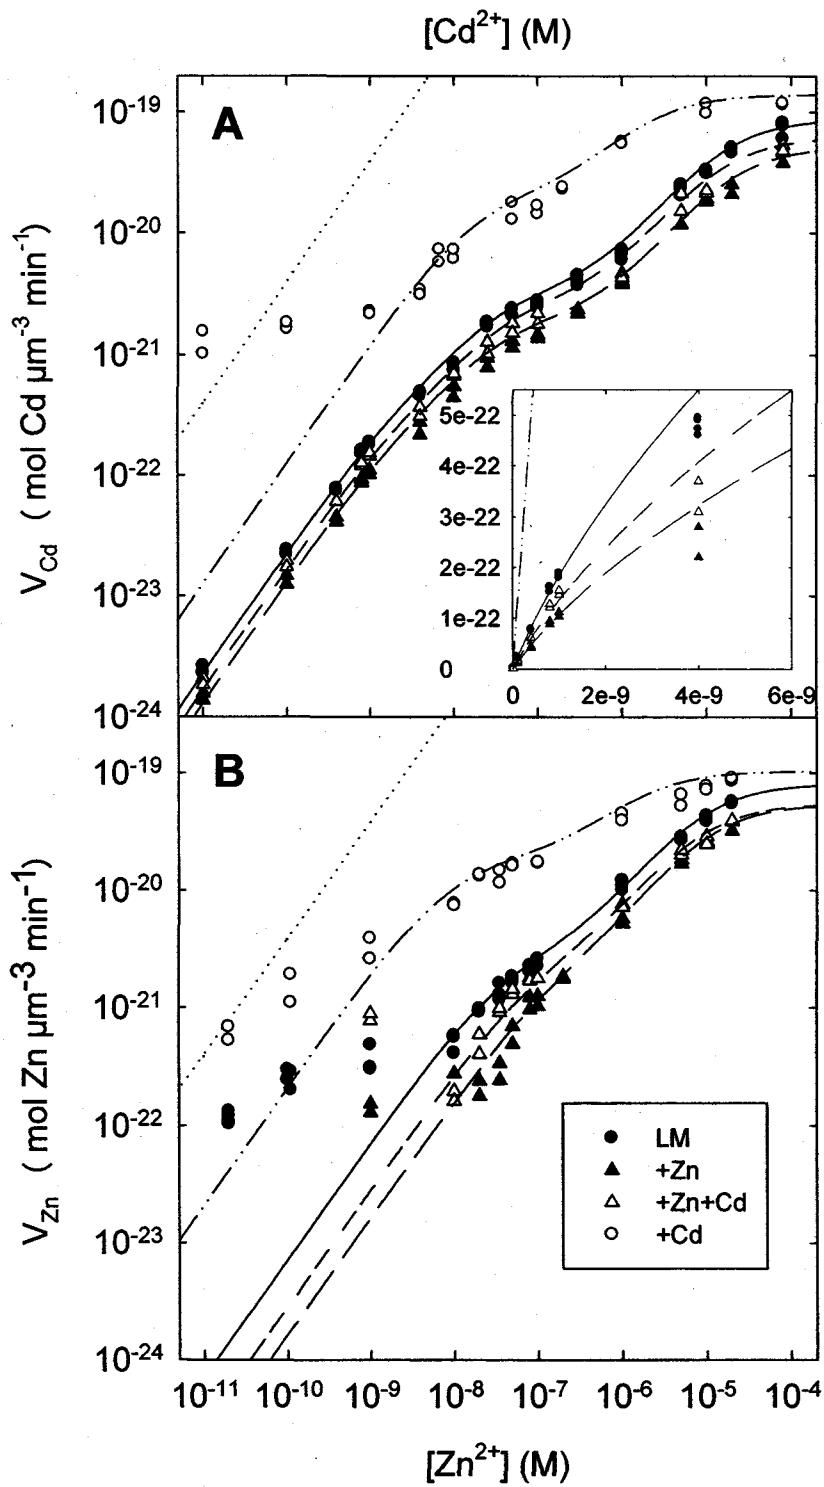 [Cd²⁺] (M)
A
10⁻¹⁹
10⁻²⁰
10⁻²¹
10⁻²²
10⁻²³
10⁻²⁴
V_Cd ( mol Cd µm⁻³ min⁻¹)
5e-22
4e-22
3e-22
2e-22
1e-22
0
0 2e-9 4e-9 6e-9
B
10⁻¹⁹
10⁻²⁰
10⁻²¹
10⁻²²
10⁻²³
10⁻²⁴
V_Zn ( mol Zn µm⁻³ min⁻¹)
LM
+Zn
+Zn+Cd
+Cd
10⁻¹¹ 10⁻¹⁰ 10⁻⁹ 10⁻⁸ 10⁻⁷ 10⁻⁶ 10⁻⁵ 10⁻⁴
[Zn²⁺] (M)